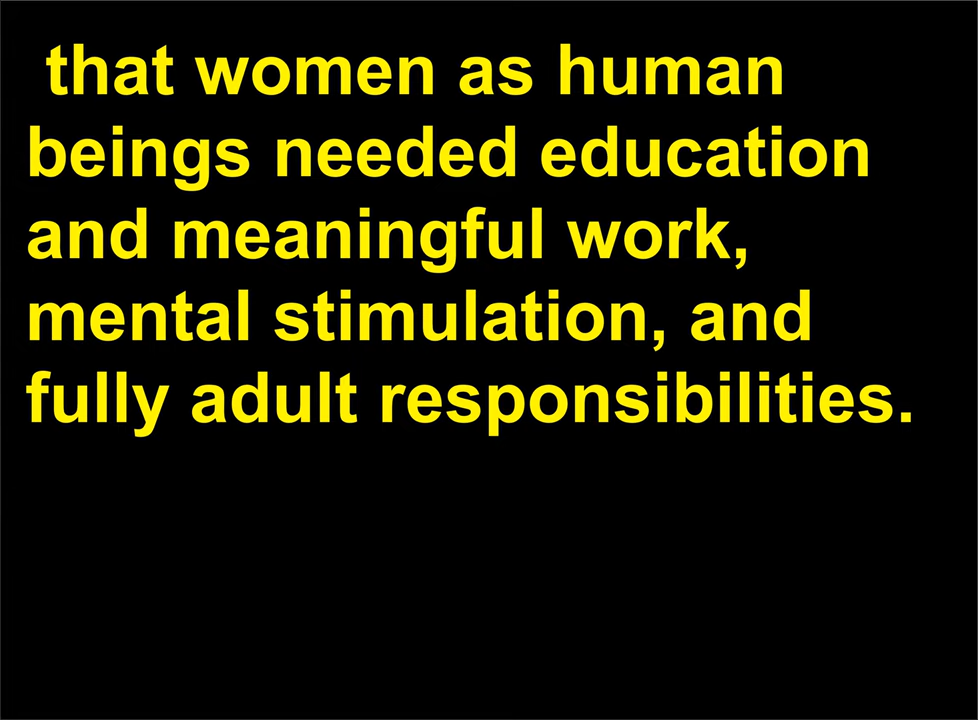 that women as human
beings needed education
and meaningful work,
mental stimulation, and
fully adult responsibilities.